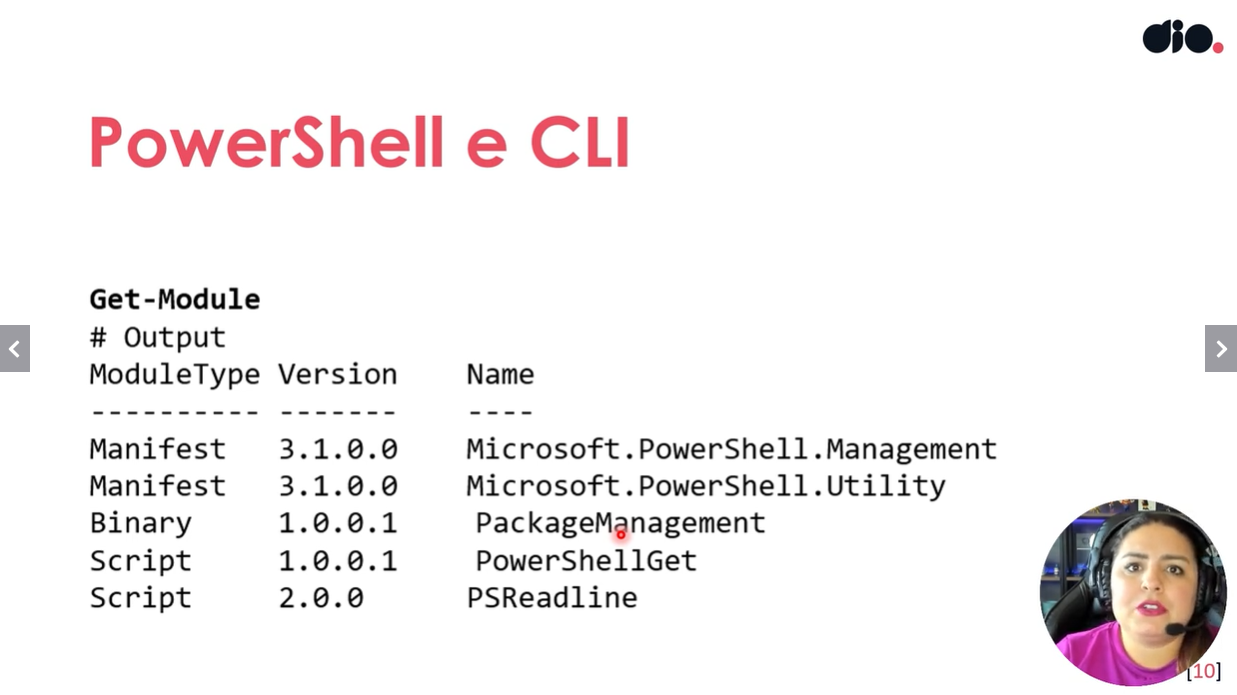 dio.
PowerShell e CLI
Get-Module
# Output
ModuleType Version    Name
---------- -------    ----
Manifest   3.1.0.0    Microsoft.PowerShell.Management
Manifest   3.1.0.0    Microsoft.PowerShell.Utility
Binary     1.0.0.1    PackageManagement
Script     1.0.0.1    PowerShellGet
Script     2.0.0      PSReadline
[10]